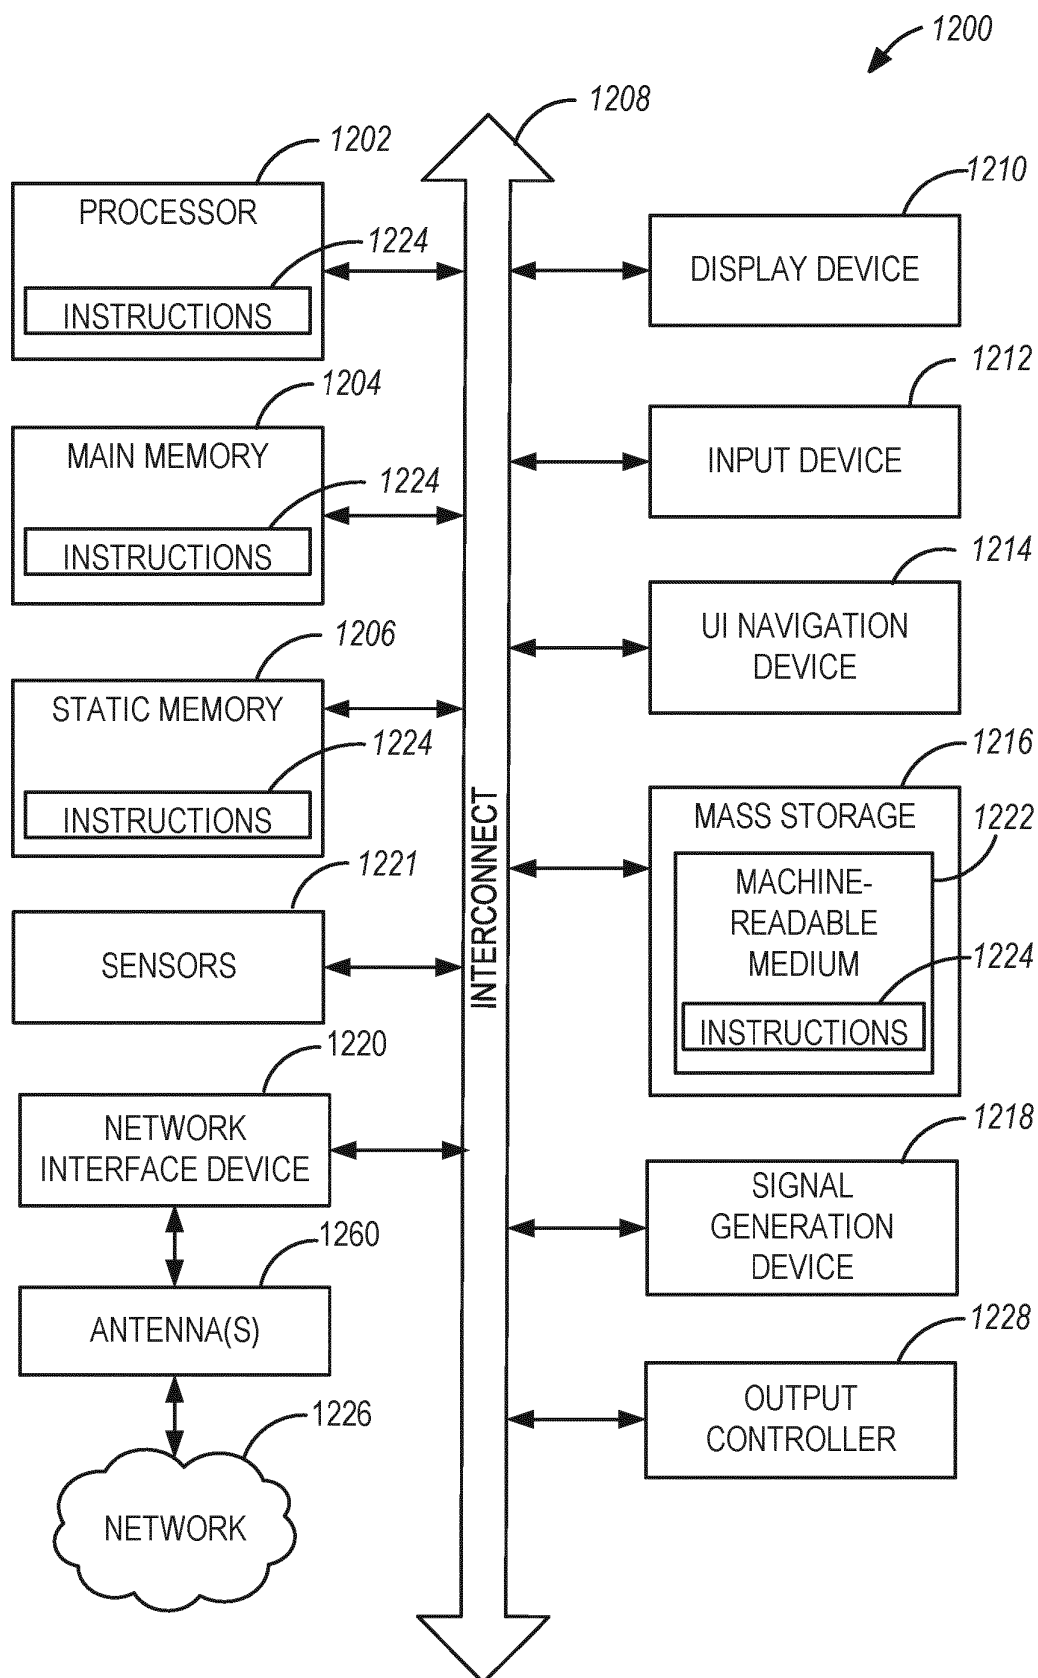 1200
1208
1202
PROCESSOR
1224
INSTRUCTIONS
1204
MAIN MEMORY
1224
INSTRUCTIONS
1206
STATIC MEMORY
1224
INSTRUCTIONS
1221
SENSORS
1220
NETWORK
INTERFACE DEVICE
1260
ANTENNA(S)
1226
NETWORK
INTERCONNECT
1210
DISPLAY DEVICE
1212
INPUT DEVICE
1214
UI NAVIGATION
DEVICE
1216
MASS STORAGE
1222
MACHINE-
READABLE
MEDIUM
1224
INSTRUCTIONS
1218
SIGNAL
GENERATION
DEVICE
1228
OUTPUT
CONTROLLER